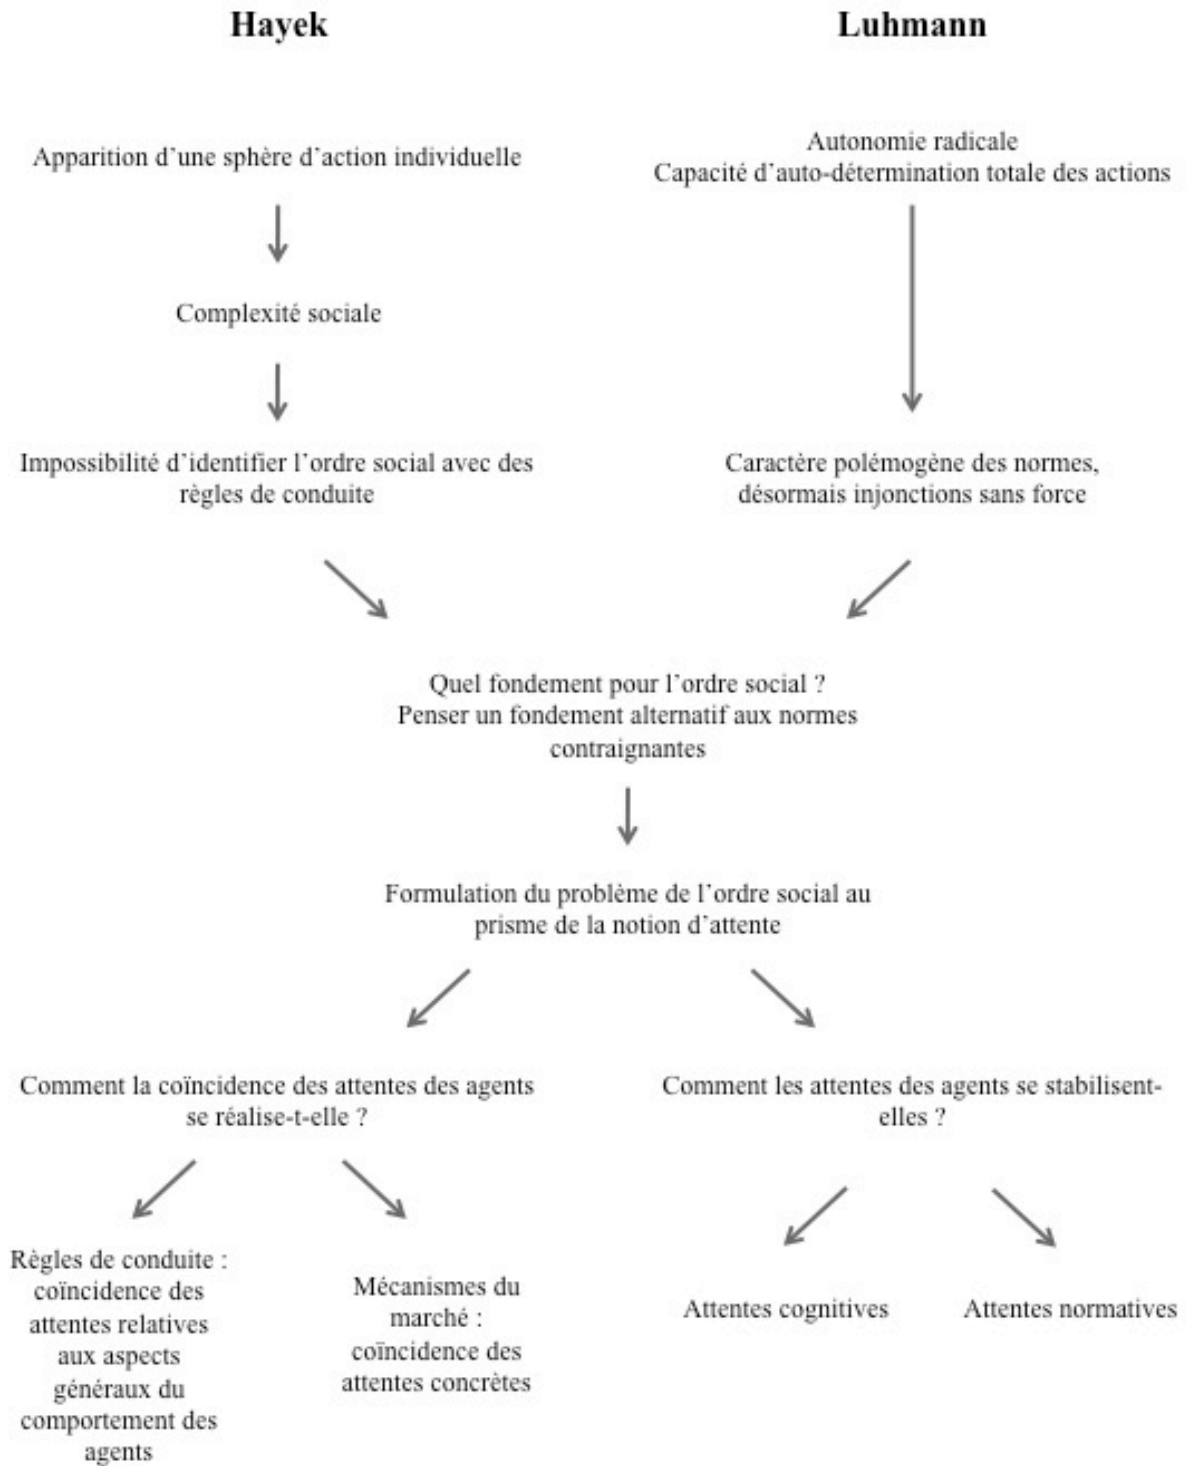 Hayek
Luhmann
Apparition d’une sphère d’action individuelle
Autonomie radicale
Capacité d’auto-détermination totale des actions
Complexité sociale
Impossibilité d’identifier l’ordre social avec des
règles de conduite
Caractère polémogène des normes,
désormais injonctions sans force
Quel fondement pour l’ordre social ?
Penser un fondement alternatif aux normes
contraignantes
Formulation du problème de l’ordre social au
prisme de la notion d’attente
Comment la coïncidence des attentes des agents
se réalise-t-elle ?
Comment les attentes des agents se stabilisent-
elles ?
Règles de conduite :
coïncidence des
attentes relatives
aux aspects
généraux du
comportement des
agents
Mécanismes du
marché :
coïncidence des
attentes concrètes
Attentes cognitives
Attentes normatives